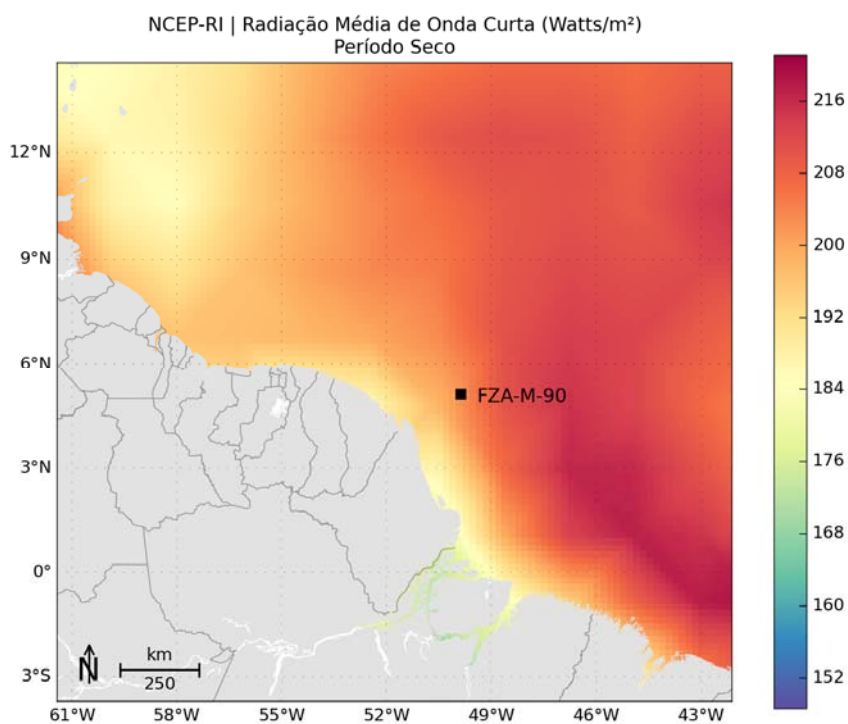 NCEP-RI | Radiação Média de Onda Curta (Watts/m²)
Período Seco
12°N
9°N
6°N
3°N
0°
3°S
61°W
58°W
55°W
52°W
49°W
46°W
43°W
FZA-M-90
N
km
250
216
208
200
192
184
176
168
160
152